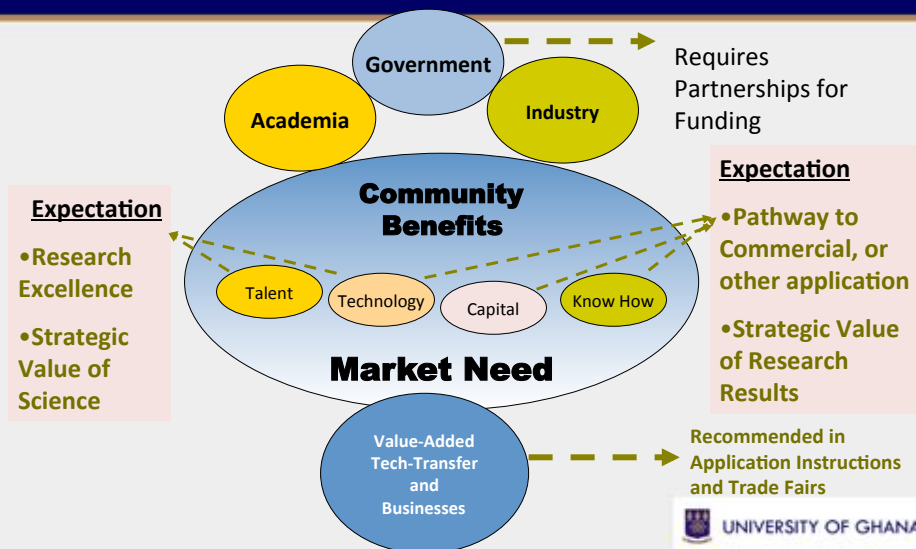 Government
Academia
Industry
Requires
Partnerships for
Funding
Community
Benefits
Talent
Technology
Capital
Know How
Market Need
Expectation
•Research
Excellence
•Strategic
Value of
Science
Expectation
•Pathway to
Commercial, or
other application
•Strategic Value
of Research
Results
Value-Added
Tech-Transfer
and
Businesses
Recommended in
Application Instructions
and Trade Fairs
UNIVERSITY OF GHANA